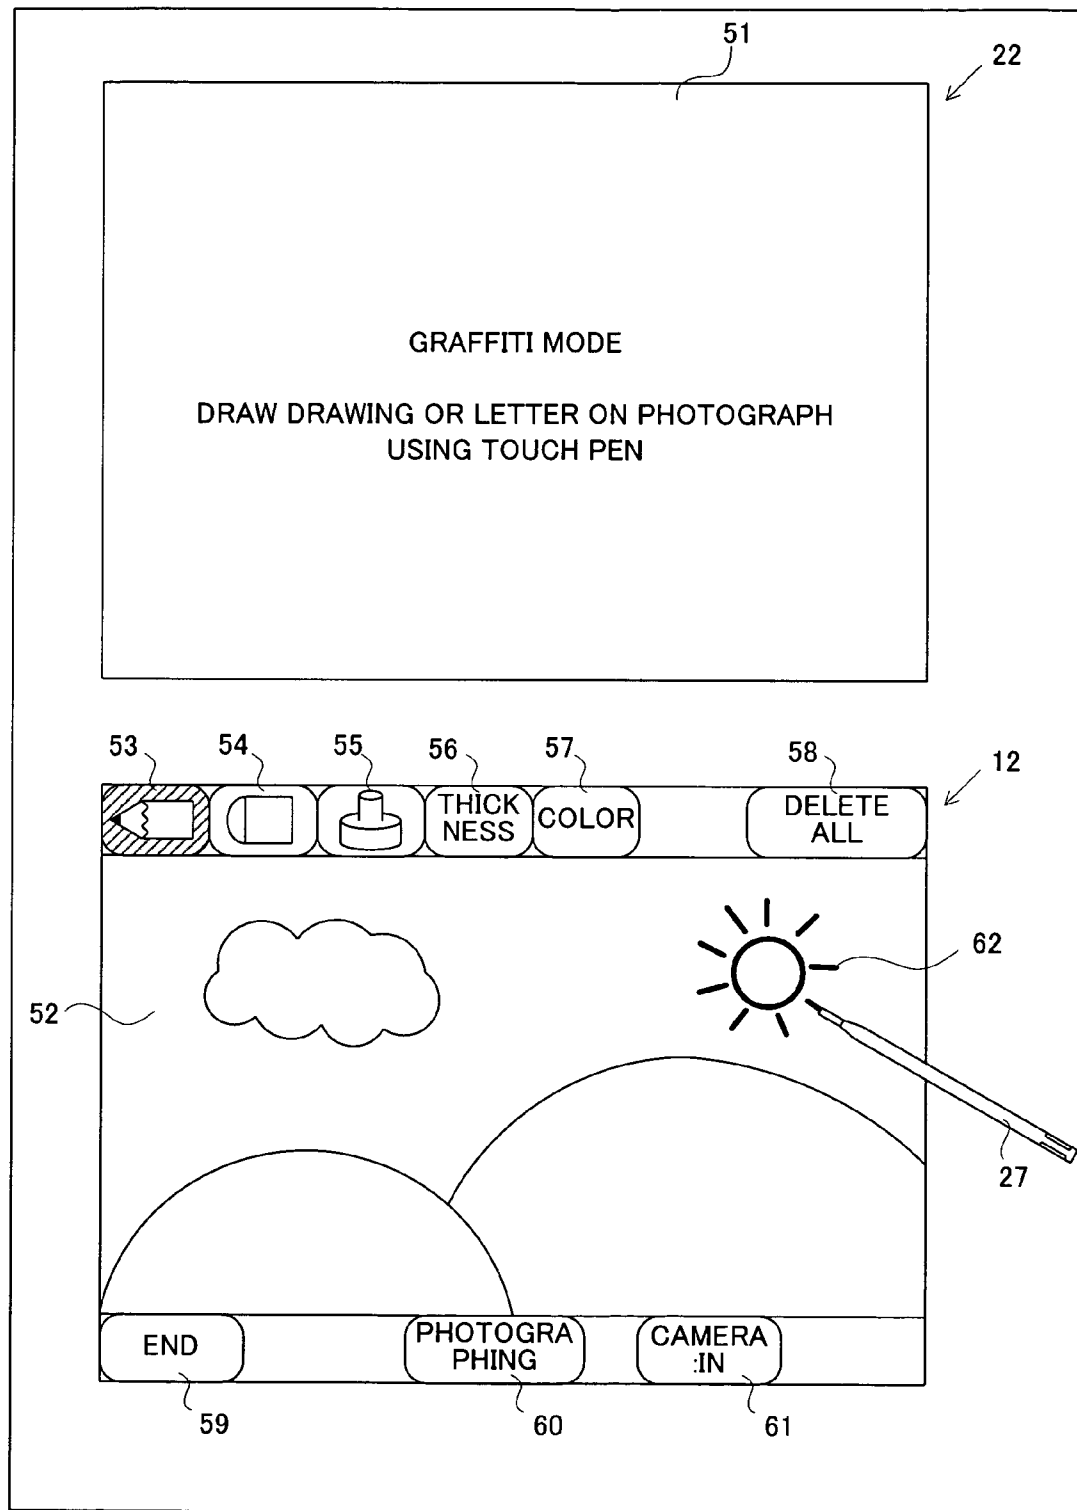 51
22
GRAFFITI MODE
DRAW DRAWING OR LETTER ON PHOTOGRAPH
USING TOUCH PEN
53
54
55
56
57
58
12
THICK
NESS
COLOR
DELETE
ALL
62
52
27
END
PHOTOGRA
PHING
CAMERA
:IN
59
60
61